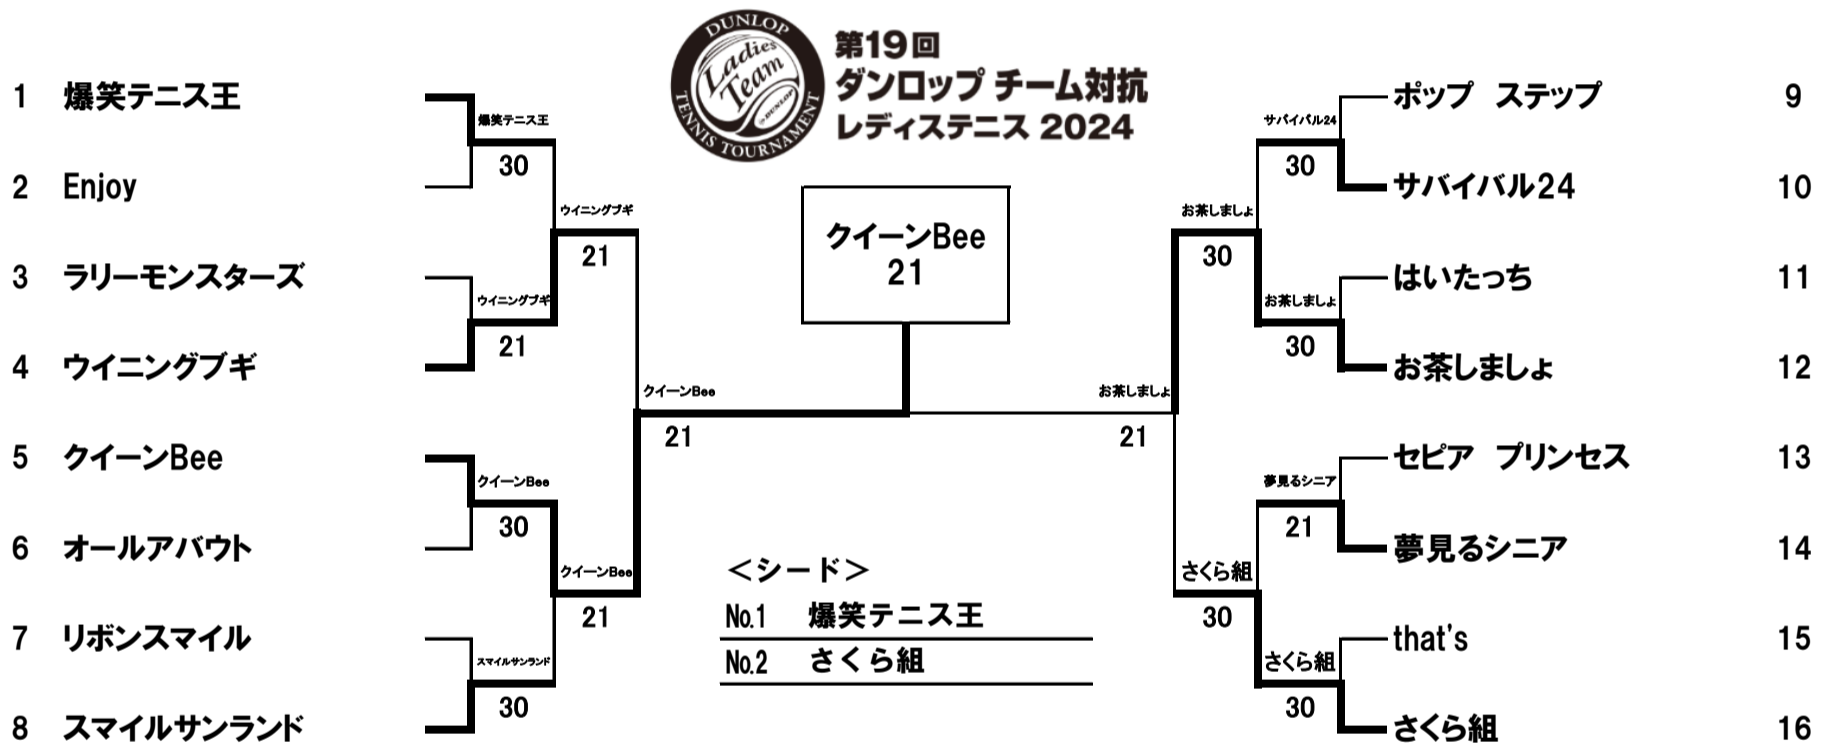 DUNLOP
Ladies
Team
DUNLOP
TENNIS TOURNAMENT
第19回
ダンロップ チーム対抗
レディステニス 2024
1 爆笑テニス王
2 Enjoy
3 ラリーモンスターズ
4 ウイニングブギ
5 クイーンBee
6 オールアバウト
7 リボンスマイル
8 スマイルサンランド
爆笑テニス王
30
ウイニングブギ
21
クイーンBee
30
スマイルサンランド
30
ウイニングブギ
21
クイーンBee
21
クイーンBee
21
クイーンBee
21
お茶しましょ
21
お茶しましょ
30
さくら組
30
サバイバル24
30
お茶しましょ
30
夢見るシニア
21
さくら組
30
ポップ ステップ 9
サバイバル24 10
はいたっち 11
お茶しましょ 12
セピア プリンセス 13
夢見るシニア 14
that's 15
さくら組 16
＜シード＞
No.1 爆笑テニス王
No.2 さくら組